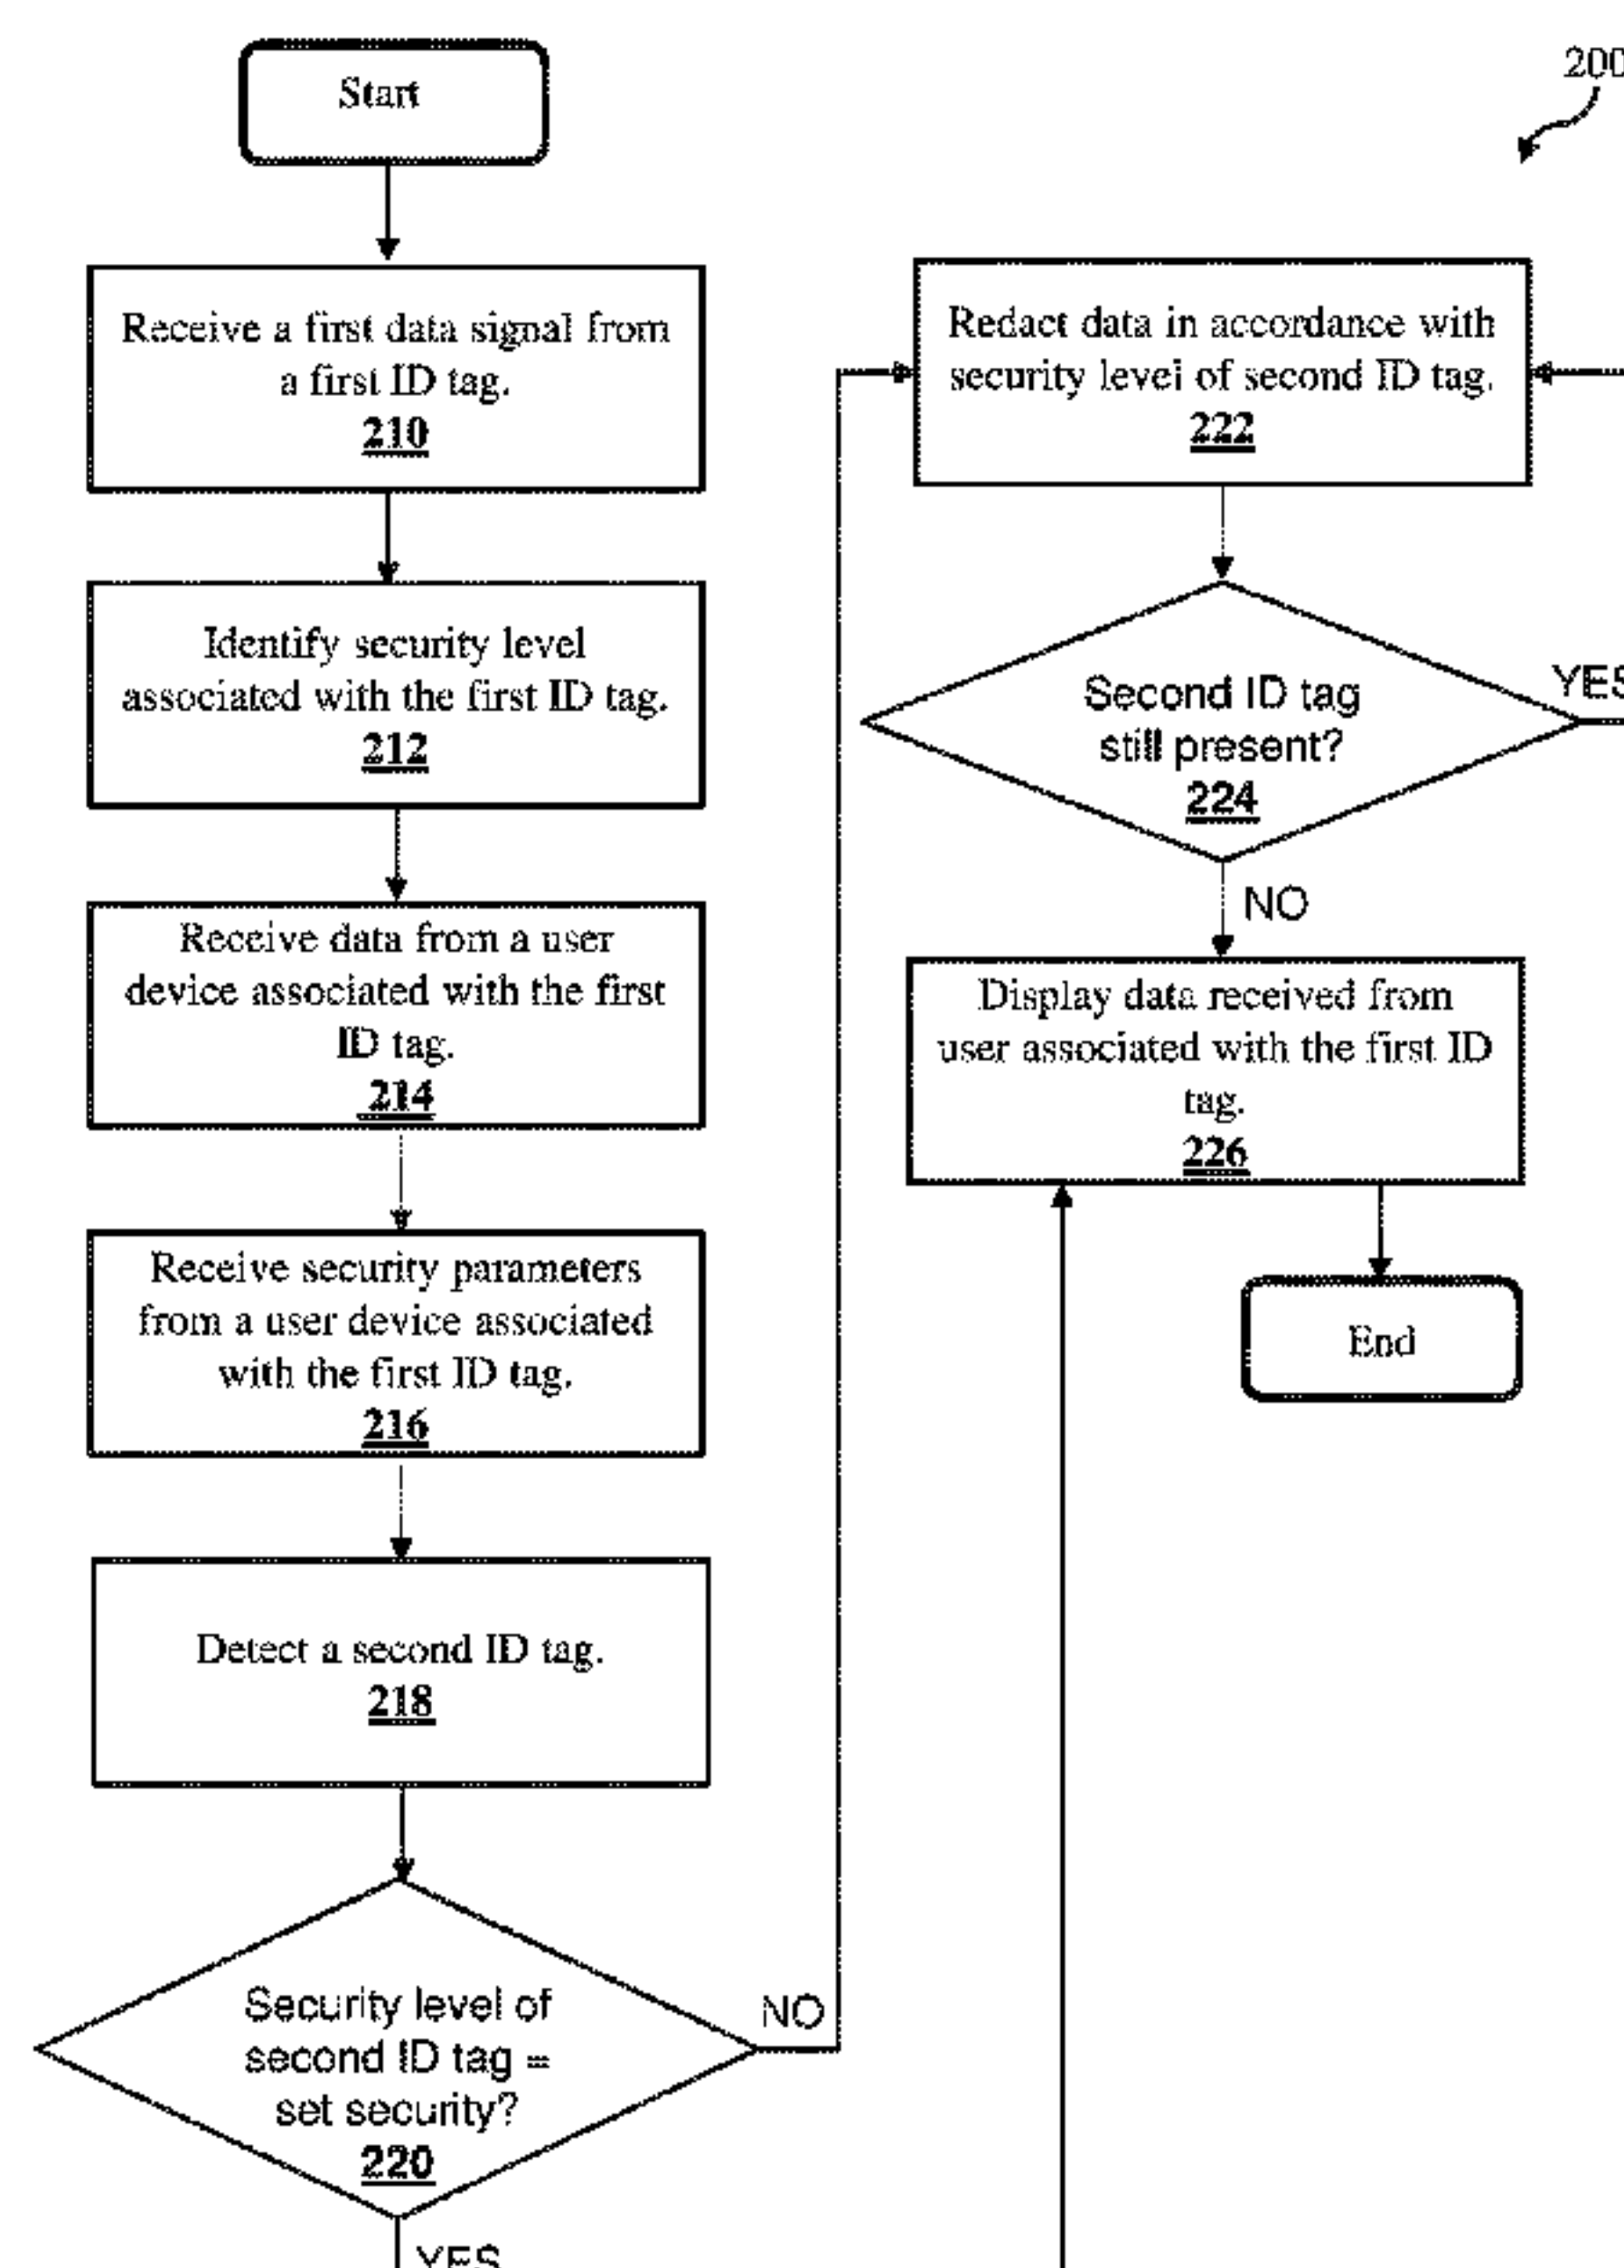 Start
200
Receive a first data signal from
a first ID tag.
210
Identify security level
associated with the first ID tag.
212
Receive data from a user
device associated with the first
ID tag.
214
Receive security parameters
from a user device associated
with the first ID tag.
216
Detect a second ID tag.
218
Security level of
second ID tag =
set security?
220
NO
YES
Redact data in accordance with
security level of second ID tag.
222
Second ID tag
still present?
224
YES
NO
Display data received from
user associated with the first ID
tag.
226
End